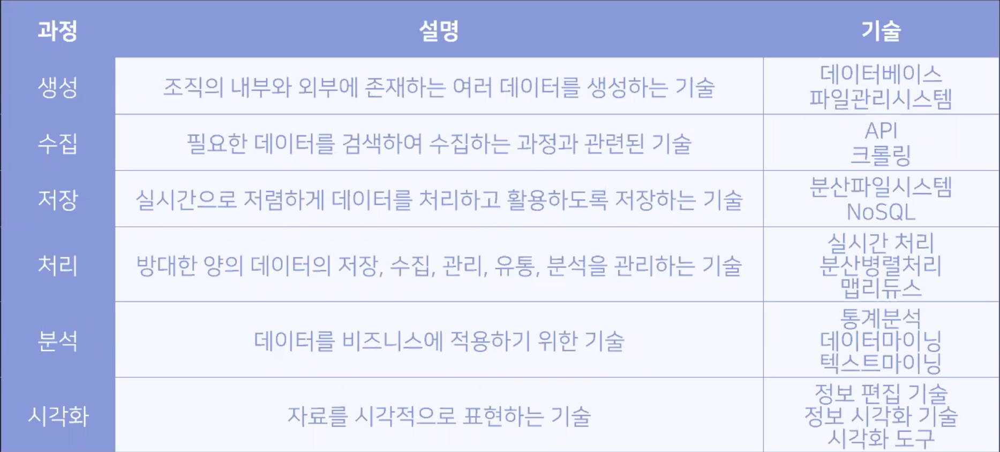 과정 설명 기술
생성
조직의 내부와 외부에 존재하는 여러 데이터를 생성하는 기술
데이터베이스
파일관리시스템
수집
필요한 데이터를 검색하여 수집하는 과정과 관련된 기술
API
크롤링
저장
실시간으로 저렴하게 데이터를 처리하고 활용하도록 저장하는 기술
분산파일시스템
NoSQL
처리
방대한 양의 데이터의 저장, 수집, 관리, 유통, 분석을 관리하는 기술
실시간 처리
분산병렬처리
맵리듀스
분석
데이터를 비즈니스에 적용하기 위한 기술
통계분석
데이터마이닝
텍스트마이닝
시각화
자료를 시각적으로 표현하는 기술
정보 편집 기술
정보 시각화 기술
시각화 도구